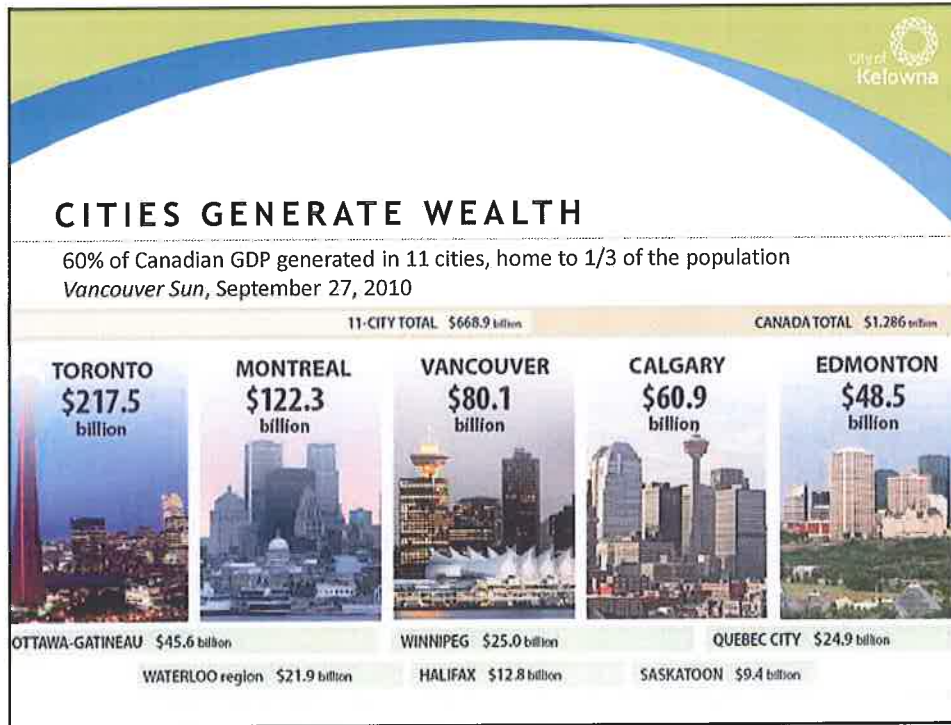 City of
Kelowna
CITIES GENERATE WEALTH
60% of Canadian GDP generated in 11 cities, home to 1/3 of the population
Vancouver Sun, September 27, 2010
11-CITY TOTAL $668.9 billion
CANADA TOTAL $1.286 trillion
TORONTO
$217.5
billion
MONTREAL
$122.3
billion
VANCOUVER
$80.1
billion
CALGARY
$60.9
billion
EDMONTON
$48.5
billion
OTTAWA-GATINEAU $45.6 billion
WINNIPEG $25.0 billion
QUEBEC CITY $24.9 billion
WATERLOO region $21.9 billion
HALIFAX $12.8 billion
SASKATOON $9.4 billion